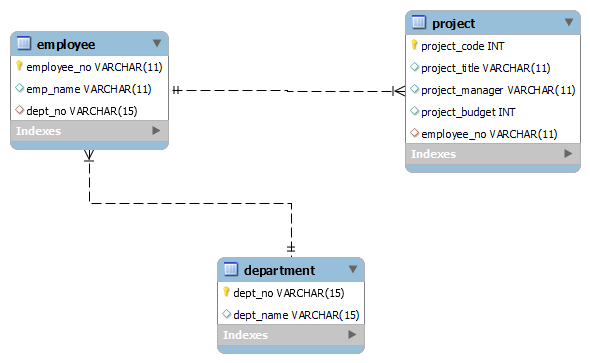 employee
employee_no VARCHAR(11)
emp_name VARCHAR(11)
dept_no VARCHAR(15)
Indexes
project
project_code INT
project_title VARCHAR(11)
project_manager VARCHAR(11)
project_budget INT
employee_no VARCHAR(11)
Indexes
department
dept_no VARCHAR(15)
dept_name VARCHAR(15)
Indexes